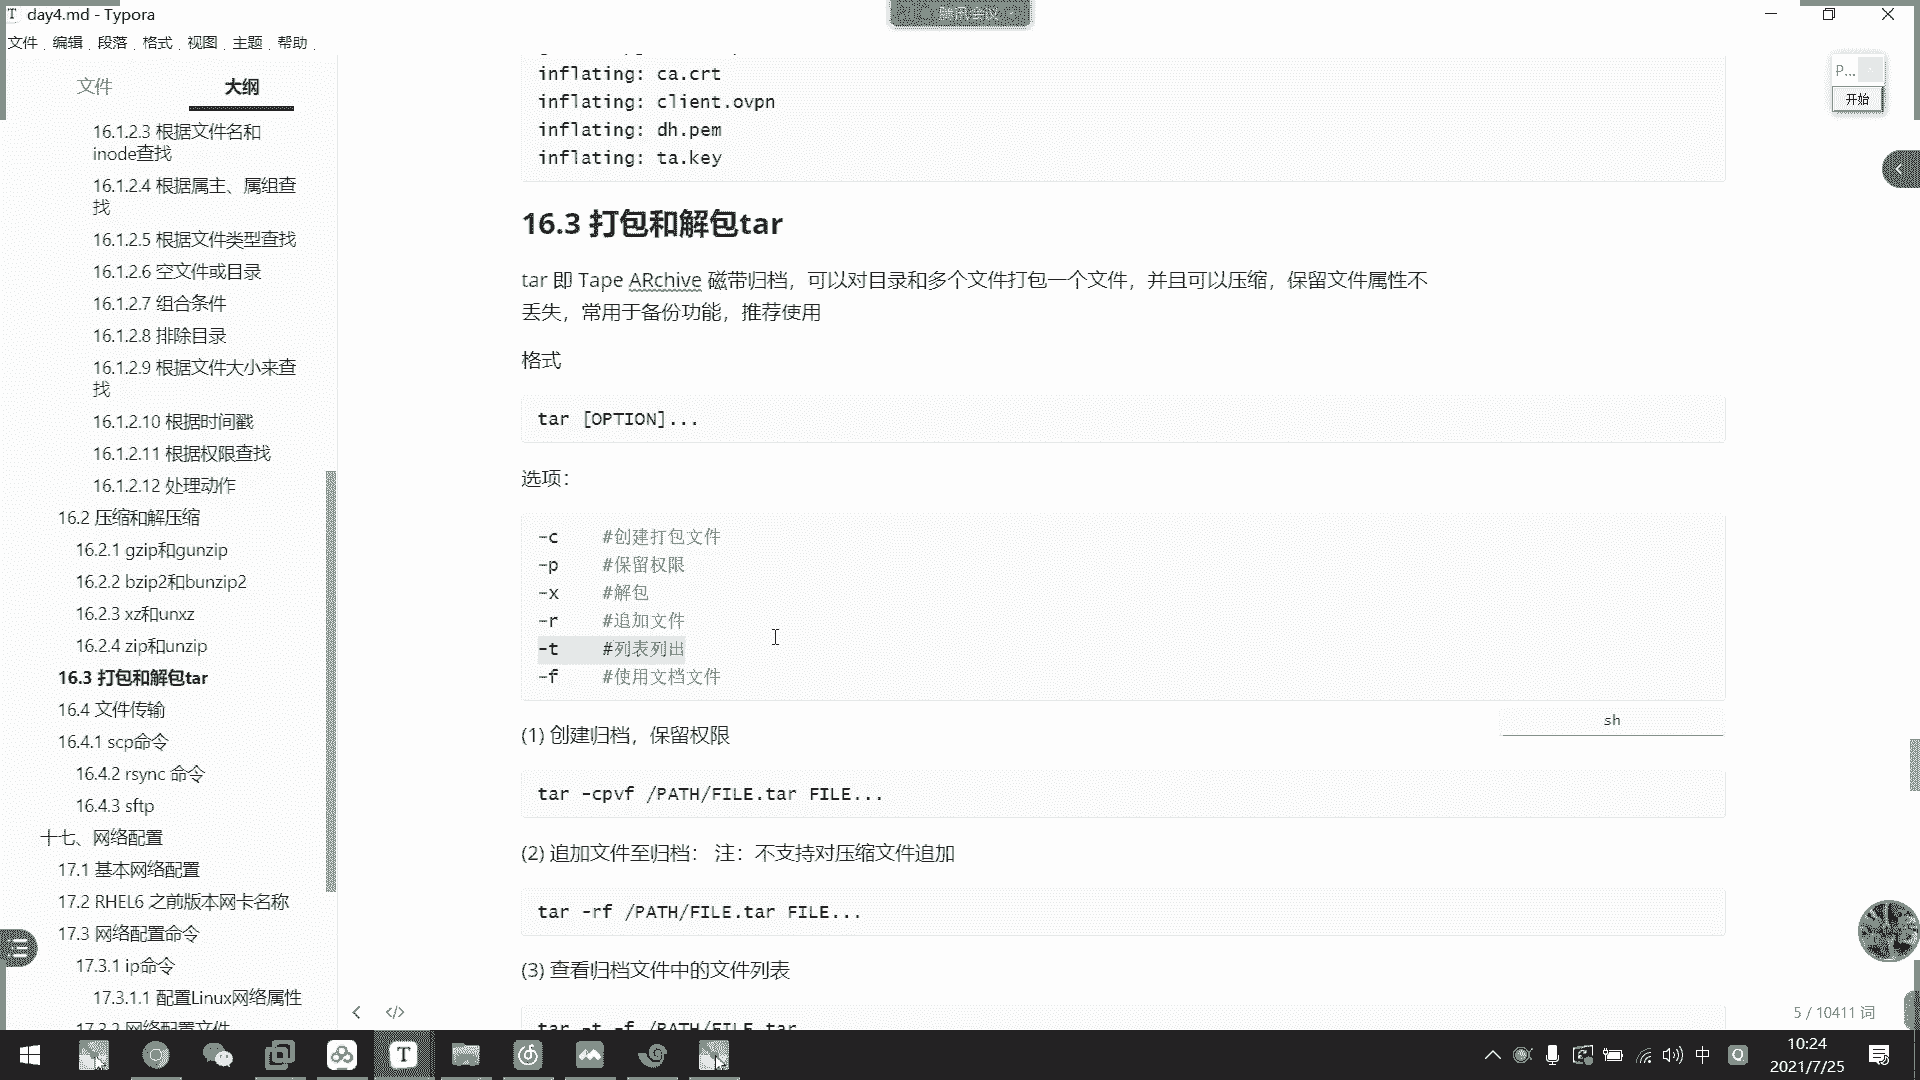 day4.md - Typora
腾讯会议
文件 编辑 段落 格式 视图 主题 帮助
文件 大纲
16.1.2.3 根据文件名和
inode查找
16.1.2.4 根据属主、属组查
找
16.1.2.5 根据文件类型查找
16.1.2.6 空文件或目录
16.1.2.7 组合条件
16.1.2.8 排除目录
16.1.2.9 根据文件大小来查
找
16.1.2.10 根据时间戳
16.1.2.11 根据权限查找
16.1.2.12 处理动作
16.2 压缩和解压缩
16.2.1 gzip和gunzip
16.2.2 bzip2和bunzip2
16.2.3 xz和unxz
16.2.4 zip和unzip
16.3 打包和解包tar
16.4 文件传输
16.4.1 scp命令
16.4.2 rsync 命令
16.4.3 sftp
十七、网络配置
17.1 基本网络配置
17.2 RHEL6 之前版本网卡名称
17.3 网络配置命令
17.3.1 ip命令
17.3.1.1 配置Linux网络属性
17.3.2 网络配置文件
inflating: ca.crt
inflating: client.ovpn
inflating: dh.pem
inflating: ta.key
16.3 打包和解包tar
tar 即 Tape ARchive 磁带归档，可以对目录和多个文件打包一个文件，并且可以压缩，保留文件属性不
丢失，常用于备份功能，推荐使用
格式
tar [OPTION]...
选项：
-c #创建打包文件
-p #保留权限
-x #解包
-r #追加文件
-t #列表列出
-f #使用文档文件
sh
(1) 创建归档，保留权限
tar -cpvf /PATH/FILE.tar FILE...
(2) 追加文件至归档： 注：不支持对压缩文件追加
tar -rf /PATH/FILE.tar FILE...
(3) 查看归档文件中的文件列表
tar -t -f /PATH/FILE.tar
P...
开始
5 / 10411 词
中
10:24
2021/7/25